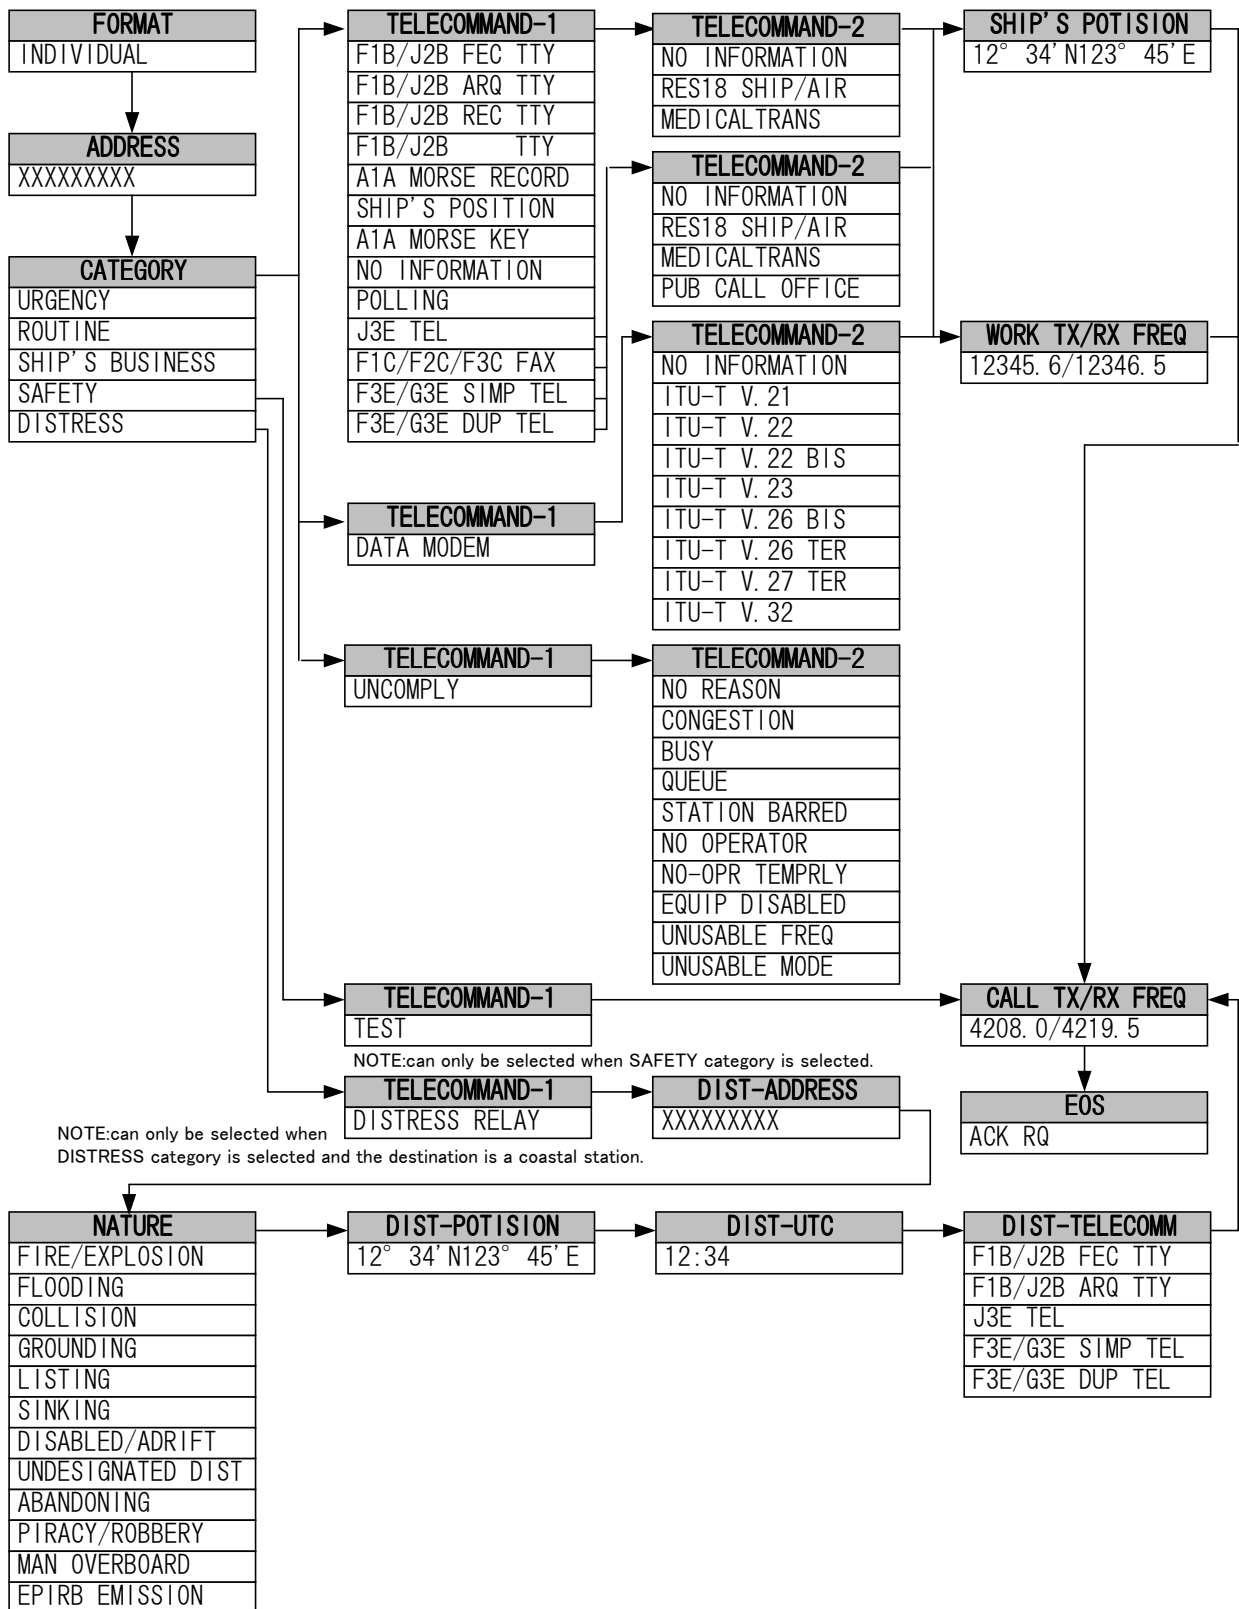 FORMAT
INDIVIDUAL
ADDRESS
XXXXXXXXX
CATEGORY
URGENCY
ROUTINE
SHIP'S BUSINESS
SAFETY
DISTRESS
TELECOMMAND-1
F1B/J2B FEC TTY
F1B/J2B ARQ TTY
F1B/J2B REC TTY
F1B/J2B TTY
A1A MORSE RECORD
SHIP'S POSITION
A1A MORSE KEY
NO INFORMATION
POLLING
J3E TEL
F1C/F2C/F3C FAX
F3E/G3E SIMP TEL
F3E/G3E DUP TEL
TELECOMMAND-2
NO INFORMATION
RES18 SHIP/AIR
MEDICALTRANS
TELECOMMAND-2
NO INFORMATION
RES18 SHIP/AIR
MEDICALTRANS
PUB CALL OFFICE
SHIP'S POTISION
12° 34'N123° 45'E
TELECOMMAND-1
DATA MODEM
TELECOMMAND-2
NO INFORMATION
ITU-T V.21
ITU-T V.22
ITU-T V.22 BIS
ITU-T V.23
ITU-T V.26 BIS
ITU-T V.26 TER
ITU-T V.27 TER
ITU-T V.32
WORK TX/RX FREQ
12345.6/12346.5
TELECOMMAND-1
UNCOMPLY
TELECOMMAND-2
NO REASON
CONGESTION
BUSY
QUEUE
STATION BARRED
NO OPERATOR
NO-OPR TEMPRLY
EQUIP DISABLED
UNUSABLE FREQ
UNUSABLE MODE
TELECOMMAND-1
TEST
NOTE:can only be selected when SAFETY category is selected.
CALL TX/RX FREQ
4208.0/4219.5
EOS
ACK RQ
TELECOMMAND-1
DISTRESS RELAY
DIST-ADDRESS
XXXXXXXXX
NOTE:can only be selected when
DISTRESS category is selected and the destination is a coastal station.
NATURE
FIRE/EXPLOSION
FLOODING
COLLISION
GROUNDING
LISTING
SINKING
DISABLED/ADRIFT
UNDESIGNATED DIST
ABANDONING
PIRACY/ROBBERY
MAN OVERBOARD
EPIRB EMISSION
DIST-POTISION
12° 34'N123° 45'E
DIST-UTC
12:34
DIST-TELECOMM
F1B/J2B FEC TTY
F1B/J2B ARQ TTY
J3E TEL
F3E/G3E SIMP TEL
F3E/G3E DUP TEL